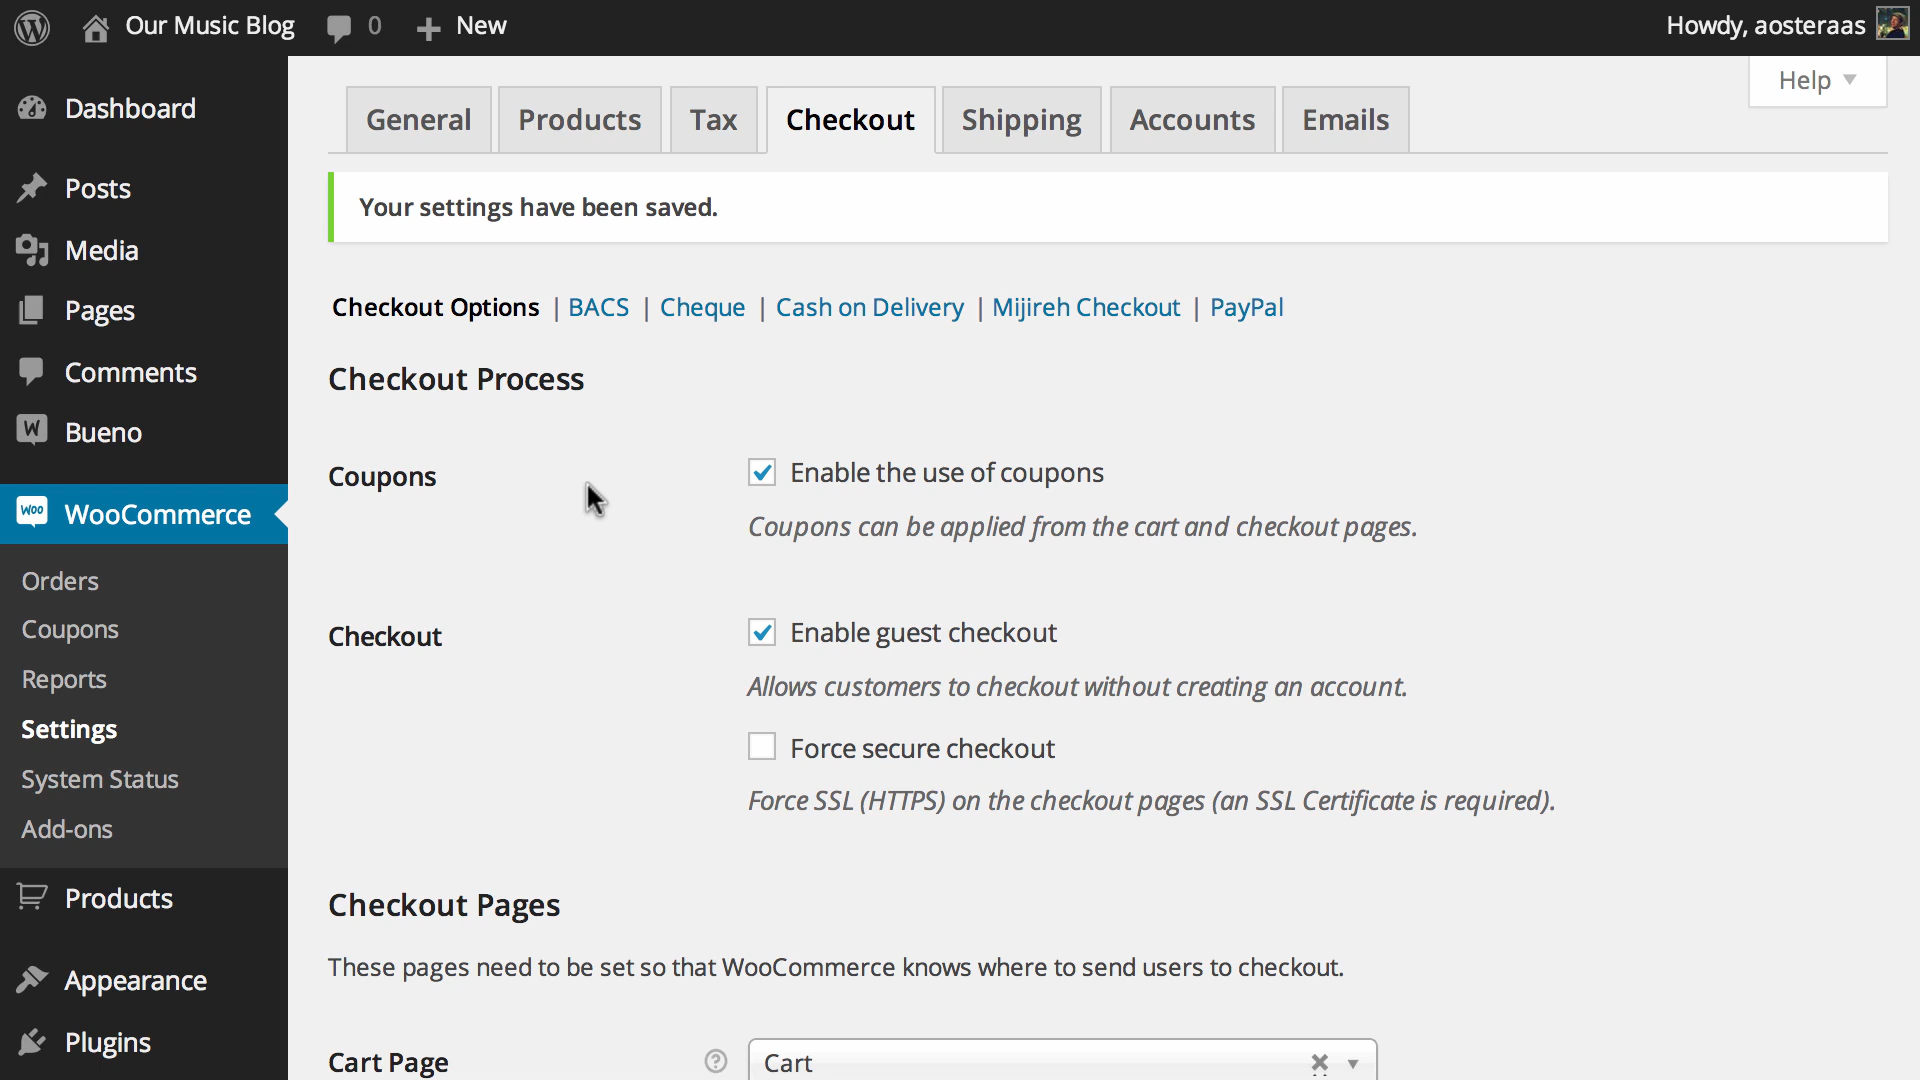 Our Music Blog 0 New Howdy, aosteraas
Help
Dashboard
Posts
Media
Pages
Comments
W Bueno
WOO WooCommerce
Orders
Coupons
Reports
Settings
System Status
Add-ons
Products
Appearance
Plugins
General Products Tax Checkout Shipping Accounts Emails
Your settings have been saved.
Checkout Options | BACS | Cheque | Cash on Delivery | Mijireh Checkout | PayPal
Checkout Process
Coupons
Enable the use of coupons
Coupons can be applied from the cart and checkout pages.
Checkout
Enable guest checkout
Allows customers to checkout without creating an account.
Force secure checkout
Force SSL (HTTPS) on the checkout pages (an SSL Certificate is required).
Checkout Pages
These pages need to be set so that WooCommerce knows where to send users to checkout.
Cart Page ? Cart ×